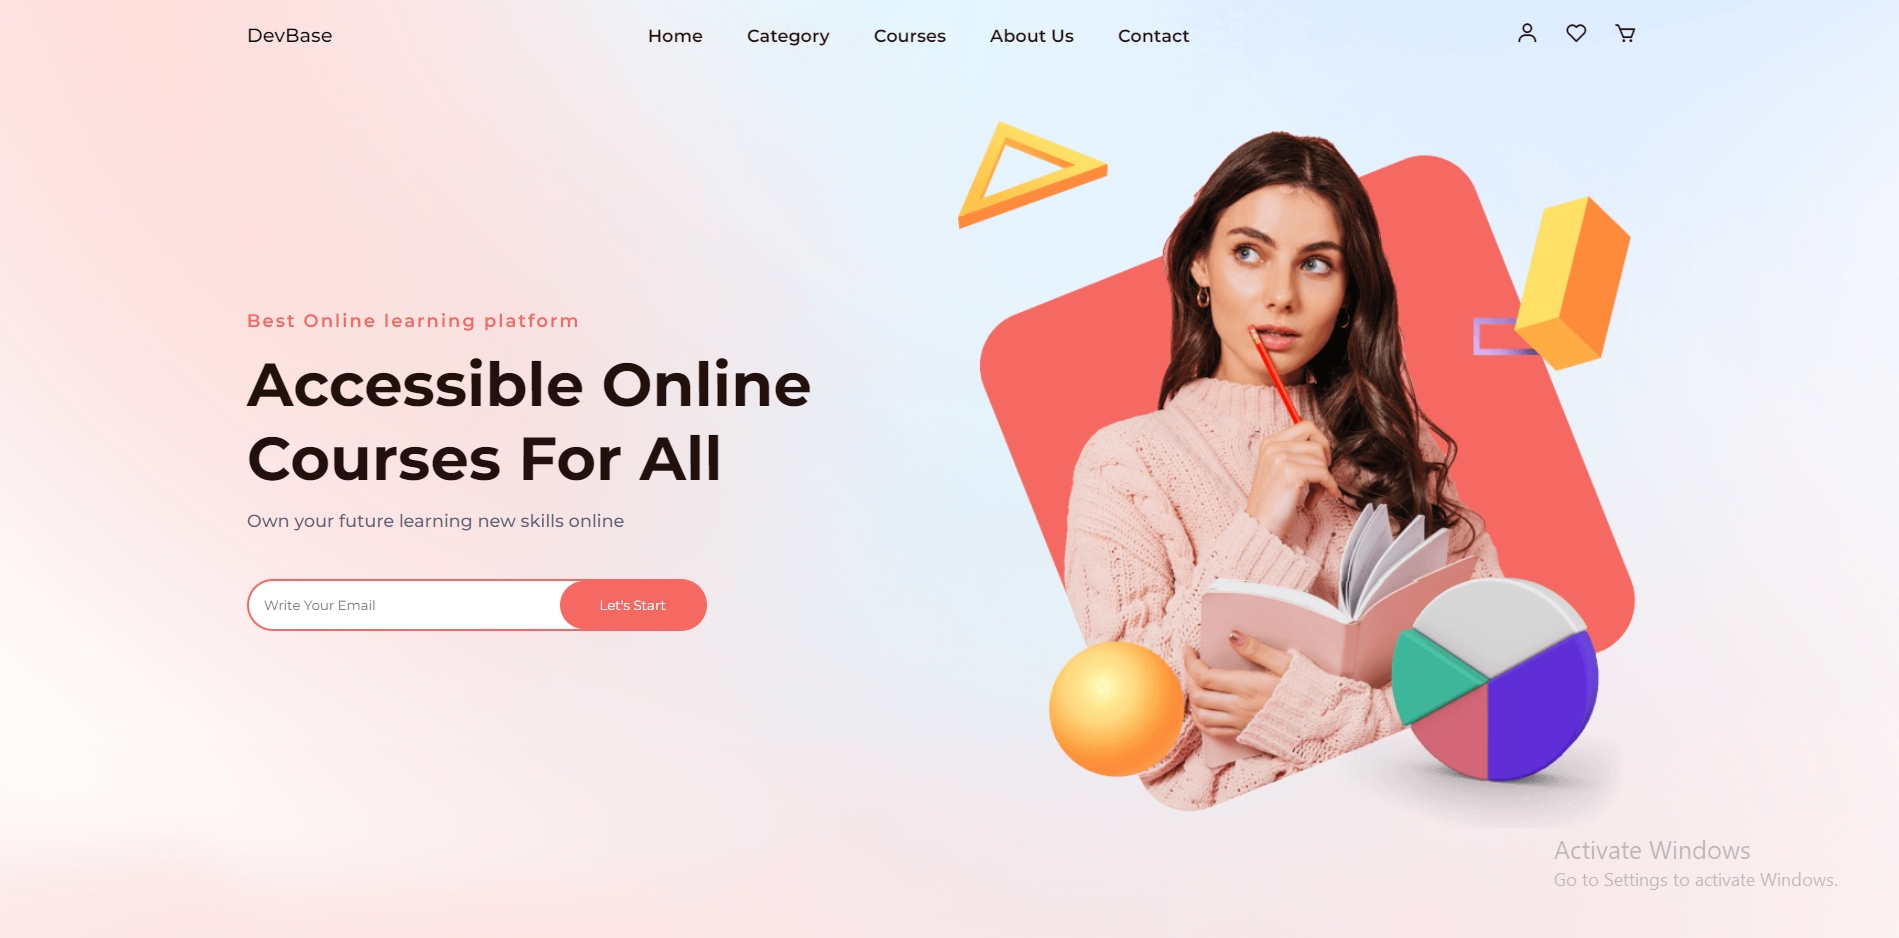 DevBase
Home Category Courses About Us Contact
Best Online learning platform
Accessible Online
Courses For All
Own your future learning new skills online
Write Your Email
Let's Start
Activate Windows
Go to Settings to activate Windows.